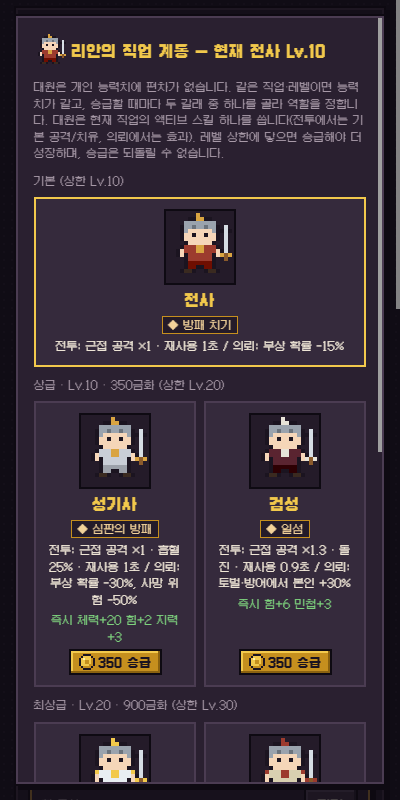 리안의 직업 계통 — 현재 전사 Lv.10
대원은 개인 능력치에 편차가 없습니다. 같은 직업·레벨이면 능력
치가 같고, 승급할 때마다 두 갈래 중 하나를 골라 역할을 정합니
다. 대원은 현재 직업의 액티브 스킬 하나를 씁니다(전투에서는 기
본 공격/치유, 의뢰에서는 효과). 레벨 상한에 닿으면 승급해야 더
성장하며, 승급은 되돌릴 수 없습니다.
기본 (상한 Lv.10)
전사
◆ 방패 치기
전투: 근접 공격 ×1 · 재사용 1초 / 의뢰: 부상 확률 -15%
상급 · Lv.10 · 350금화 (상한 Lv.20)
성기사
◆ 심판의 방패
전투: 근접 공격 ×1 · 흡혈
25% · 재사용 1초 / 의뢰:
부상 확률 -30%, 사망 위
험 -50%
즉시 체력+20 힘+2 지력
+3
350 승급
검성
◆ 일섬
전투: 근접 공격 ×1.3 · 돌
진 · 재사용 0.9초 / 의뢰:
토벌·방어에서 본인 +30%
즉시 힘+6 민첩+3
350 승급
최상급 · Lv.20 · 900금화 (상한 Lv.30)